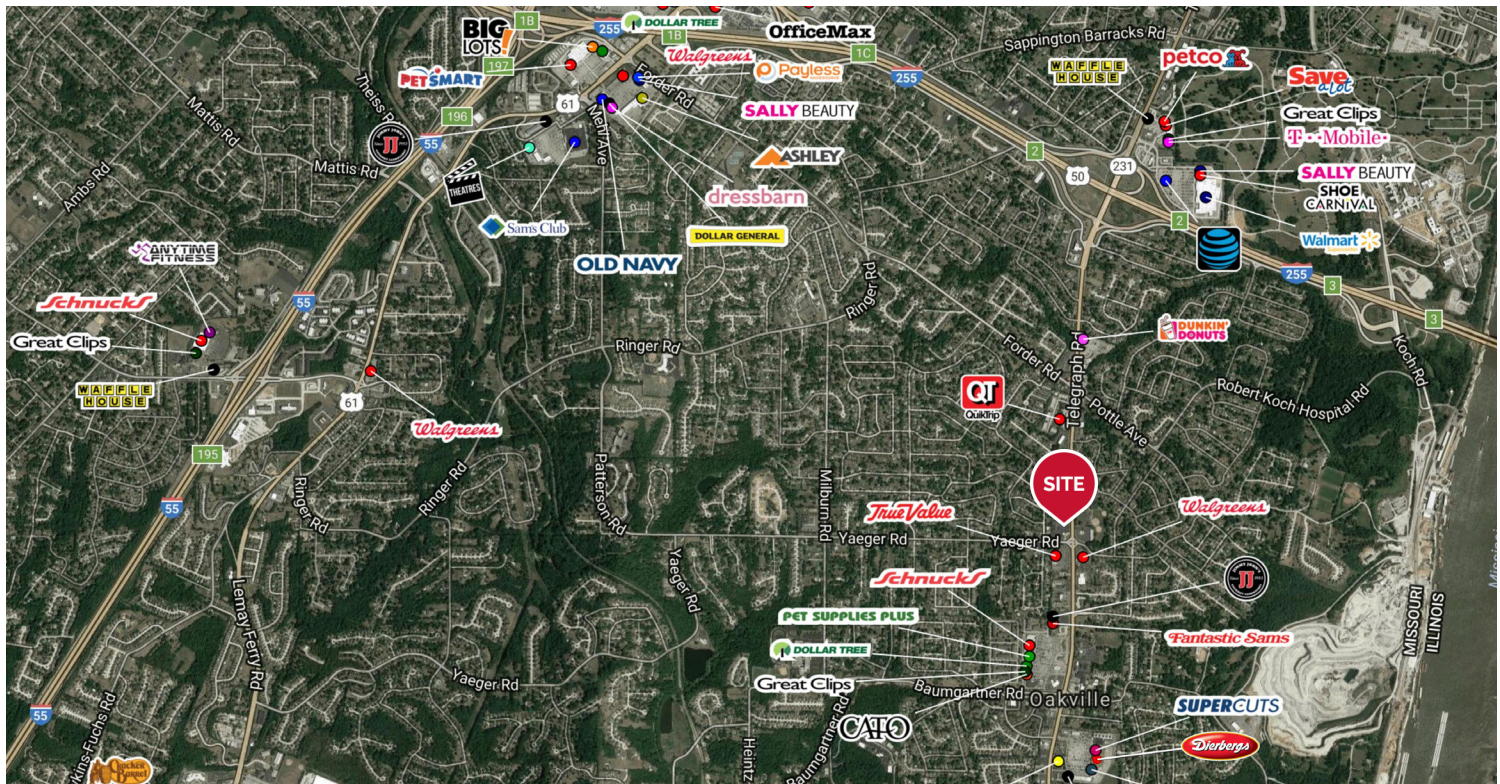 1B
255
DOLLAR TREE
BIG
LOTS!
1B
OfficeMax
1C
Sappington Barracks Rd
Walgreens
197
PETSMART
Payless
255
WAFFLE
HOUSE
petco
Save
a lot
Theiss Rd
61
Forder Rd
SALLY BEAUTY
Great Clips
T-Mobile
Mattis Rd
196
55
JJ
Mattis Rd
ASHLEY
2
50
231
SALLY BEAUTY
SHOE
CARNIVAL
Ambs Rd
THEATRES
dressbarn
Sam's Club
DOLLAR GENERAL
2
Walmart
ANYTIME
FITNESS
OLD NAVY
255
3
Schnucks
55
Ringer Rd
3
Great Clips
Ringer Rd
DUNKIN'
DONUTS
Forder Rd
Telegraph Rd
Koch Rd
WAFFLE
HOUSE
61
QT
QuikTrip
Pottle Ave
Robert Koch Hospital Rd
Walgreens
195
Ringer Rd
Ringer Rd
Patterson Rd
Milburn Rd
SITE
55
True Value
Walgreens
Yaeger Rd
Yaeger Rd
Yaeger Rd
Schnucks
JJ
Lemay Ferry Rd
PET SUPPLIES PLUS
Fantastic Sams
MISSOURI
ILLINOIS
DOLLAR TREE
Yaeger Rd
Great Clips
Baumgartner Rd
Oakville
55
CATO
SUPERCUTS
Heintz
Baumgartner Rd
Dierbergs
Cracker
Barrel